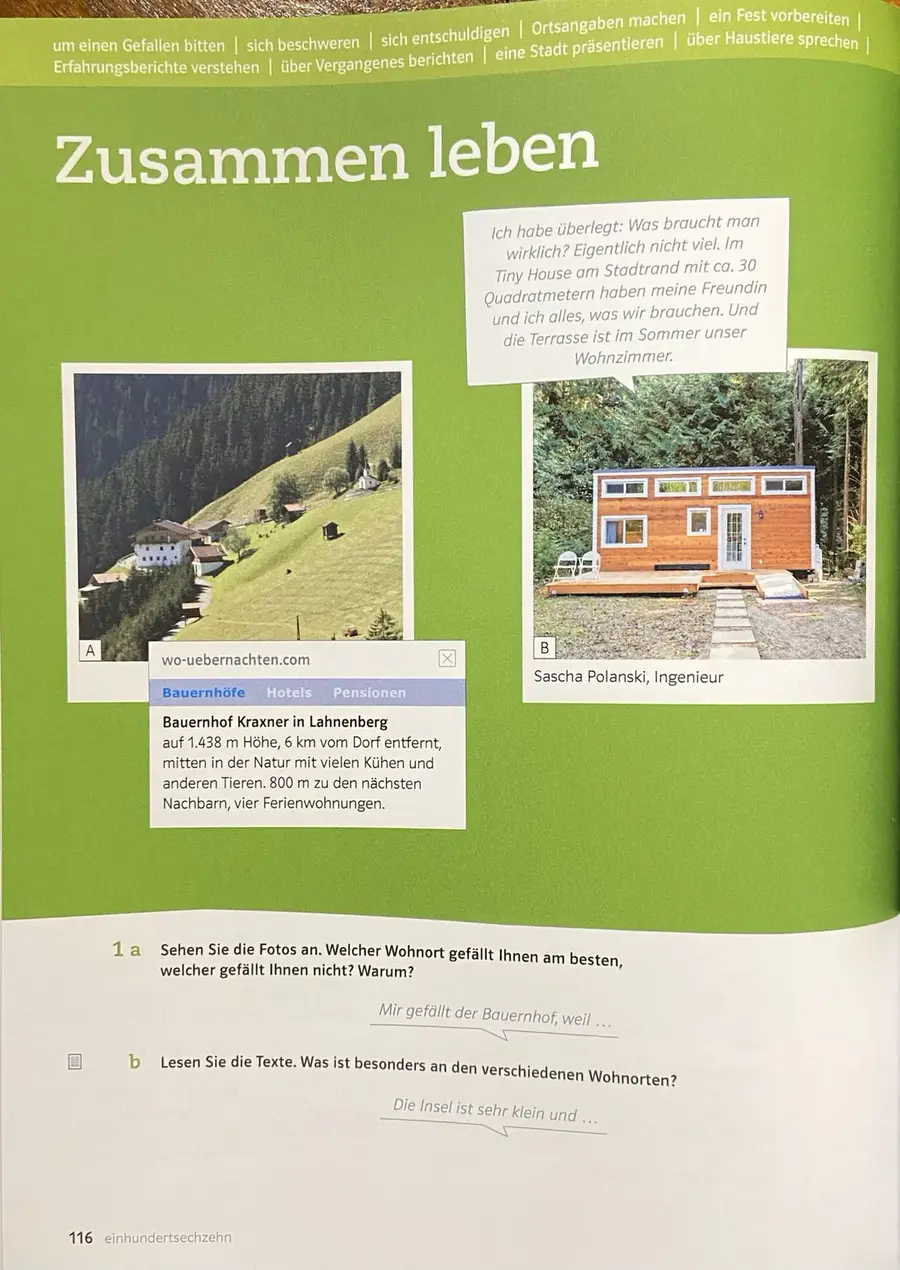 um einen Gefallen bitten | sich beschweren | sich entschuldigen | Ortsangaben machen | ein Fest vorbereiten |
Erfahrungsberichte verstehen | über Vergangenes berichten | eine Stadt präsentieren | über Haustiere sprechen |
Zusammen leben
Ich habe überlegt: Was braucht man
wirklich? Eigentlich nicht viel. Im
Tiny House am Stadtrand mit ca. 30
Quadratmetern haben meine Freundin
und ich alles, was wir brauchen. Und
die Terrasse ist im Sommer unser
Wohnzimmer.
A
wo-uebernachten.com
Bauernhöfe Hotels Pensionen
Bauernhof Kraxner in Lahnenberg
auf 1.438 m Höhe, 6 km vom Dorf entfernt,
mitten in der Natur mit vielen Kühen und
anderen Tieren. 800 m zu den nächsten
Nachbarn, vier Ferienwohnungen.
B
Sascha Polanski, Ingenieur
1 a Sehen Sie die Fotos an. Welcher Wohnort gefällt Ihnen am besten,
welcher gefällt Ihnen nicht? Warum?
Mir gefällt der Bauernhof, weil ...
b Lesen Sie die Texte. Was ist besonders an den verschiedenen Wohnorten?
Die Insel ist sehr klein und ...
116 einhundertsechzehn